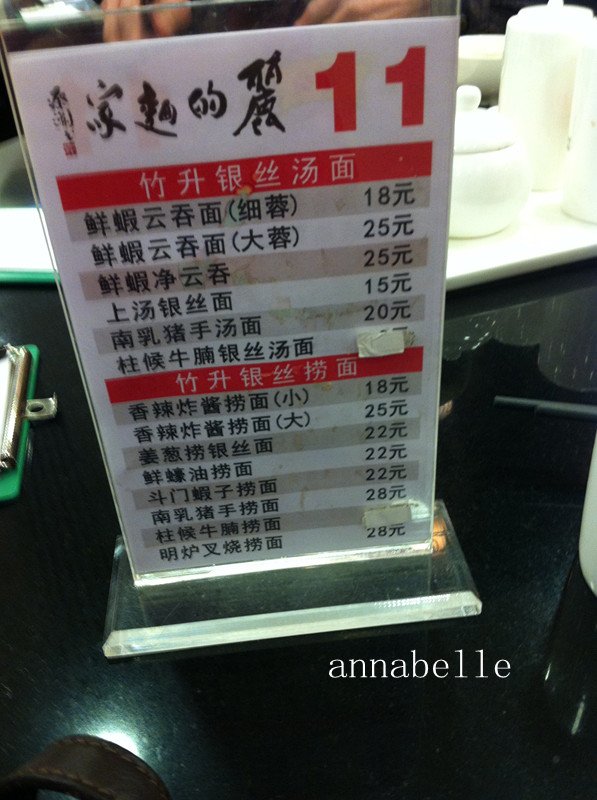 麗的麵家
11
竹升银丝汤面
鲜蝦云吞面(细蓉) 18元
鲜蝦云吞面(大蓉) 25元
鲜蝦净云吞 25元
上汤银丝面 15元
南乳猪手汤面 20元
柱候牛腩银丝汤面
竹升银丝捞面
香辣炸酱捞面(小) 18元
香辣炸酱捞面(大) 25元
姜葱捞银丝面 22元
鲜蠔油捞面 22元
斗门蝦子捞面 22元
南乳猪手捞面 28元
柱候牛腩捞面
明炉叉烧捞面 28元
annabelle